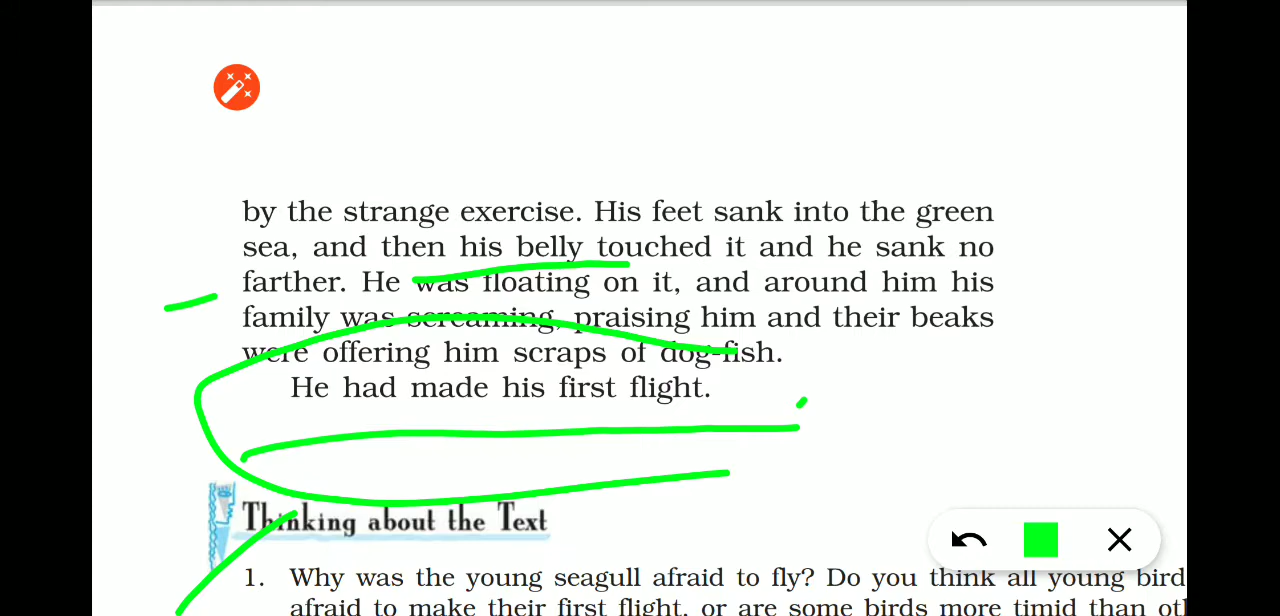 by the strange exercise. His feet sank into the green
sea, and then his belly touched it and he sank no
farther. He was floating on it, and around him his
family was screaming, praising him and their beaks
were offering him scraps of dog-fish.
He had made his first flight.
Thinking about the Text
1. Why was the young seagull afraid to fly? Do you think all young bird
afraid to make their first flight, or are some birds more timid than